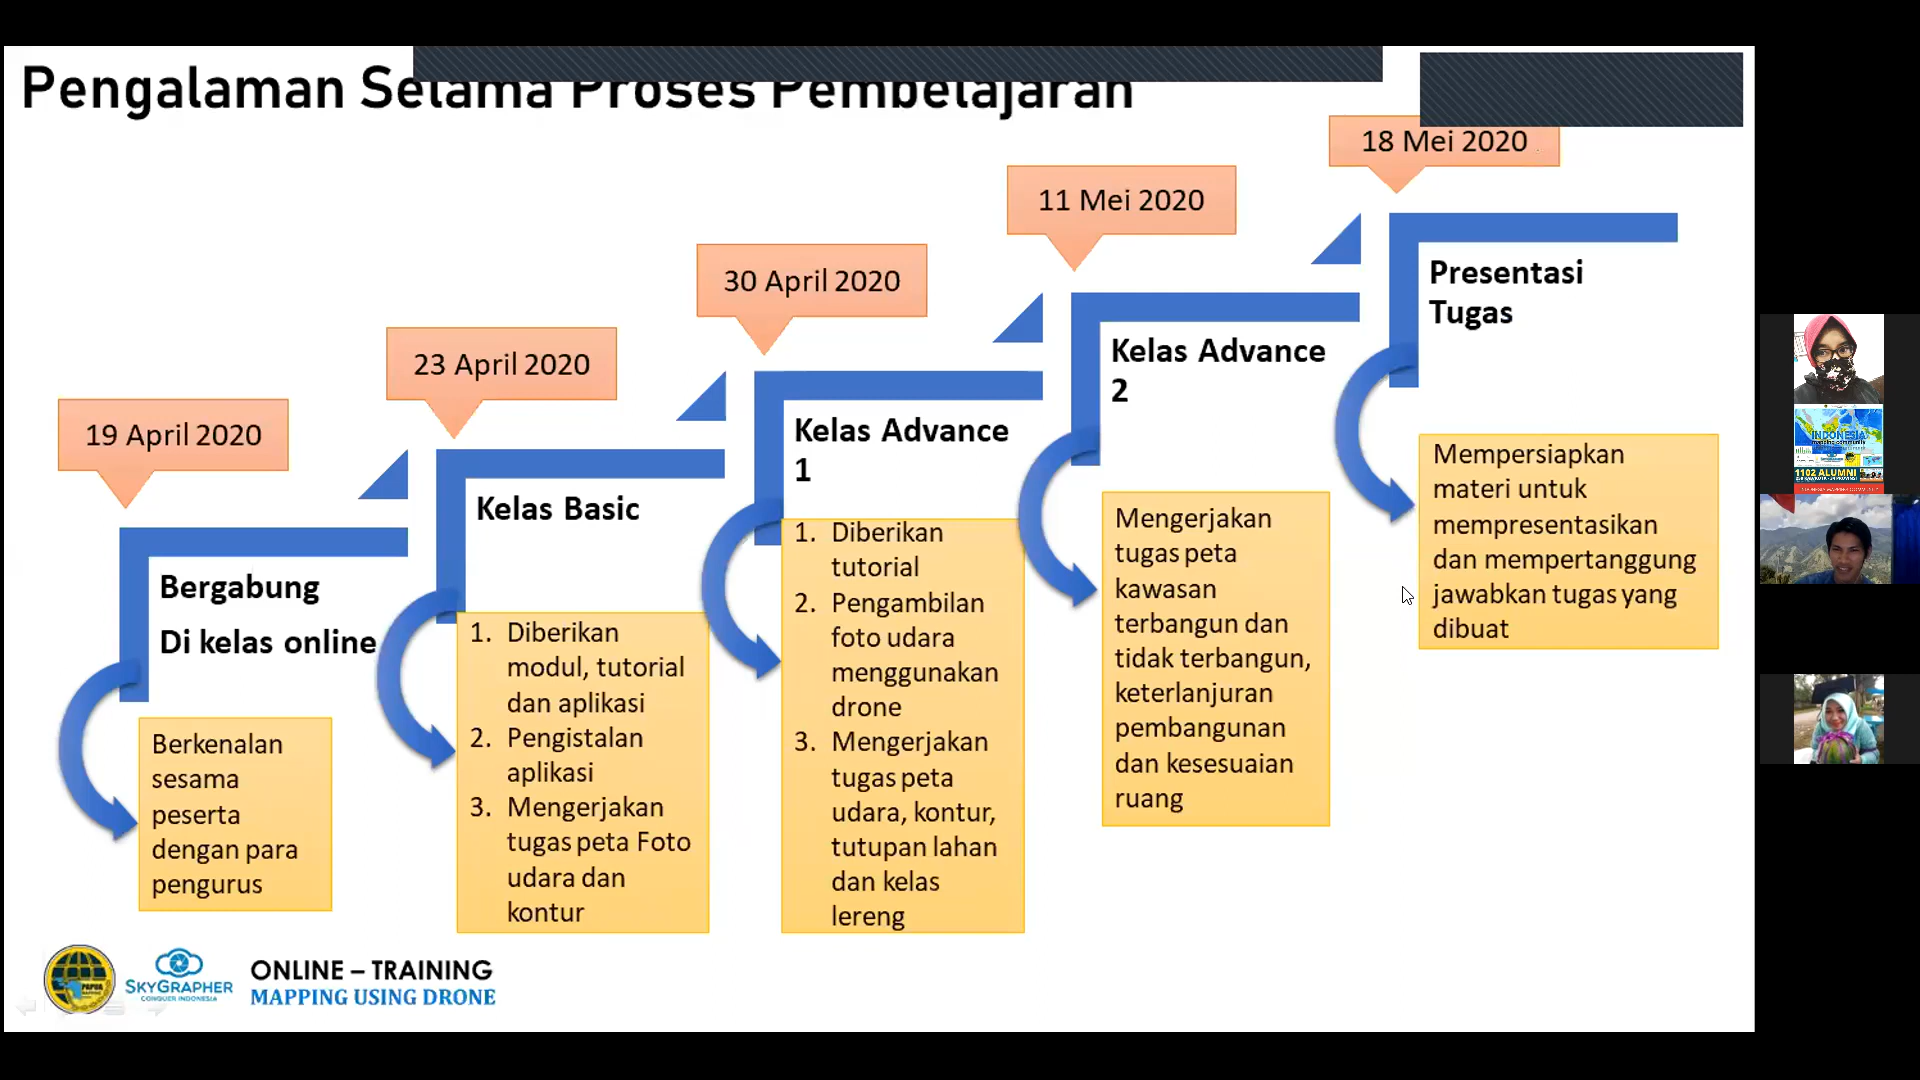 Pengalaman Selama Proses Pembelajaran
18 Mei 2020
11 Mei 2020
30 April 2020
23 April 2020
19 April 2020
Bergabung
Di kelas online
Berkenalan
sesama
peserta
dengan para
pengurus
Kelas Basic
1. Diberikan
modul, tutorial
dan aplikasi
2. Pengistalan
aplikasi
3. Mengerjakan
tugas peta Foto
udara dan
kontur
Kelas Advance
1
1. Diberikan
tutorial
2. Pengambilan
foto udara
menggunakan
drone
3. Mengerjakan
tugas peta
udara, kontur,
tutupan lahan
dan kelas
lereng
Kelas Advance
2
Mengerjakan
tugas peta
kawasan
terbangun dan
tidak terbangun,
keterlanjuran
pembangunan
dan kesesuaian
ruang
Presentasi
Tugas
Mempersiapkan
materi untuk
mempresentasikan
dan mempertanggung
jawabkan tugas yang
dibuat
SKYGRAPHER
CONQUER INDONESIA
ONLINE – TRAINING
MAPPING USING DRONE
INDONESIA
mapping community
1102 ALUMNI